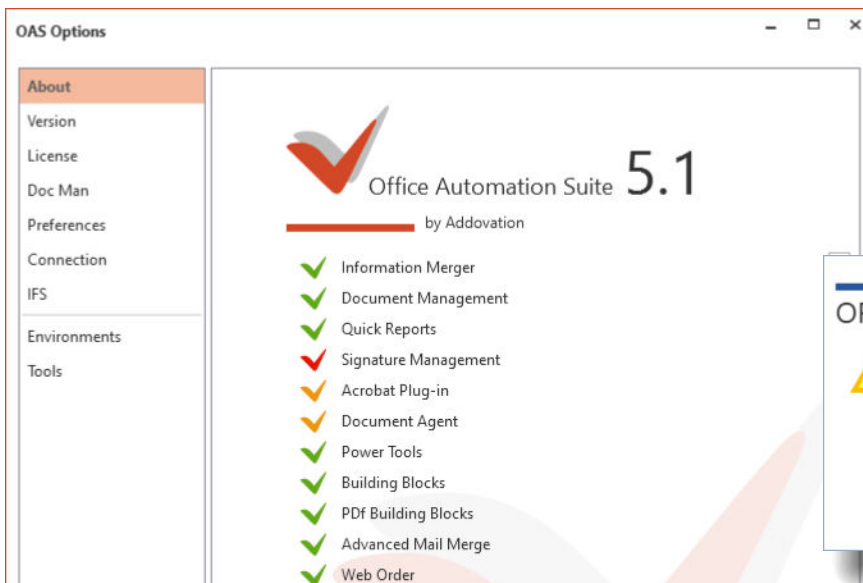 OAS Options
About
Version
License
Doc Man
Preferences
Connection
IFS
Environments
Tools
Office Automation Suite 5.1
by Addovation
Information Merger
Document Management
Quick Reports
Signature Management
Acrobat Plug-in
Document Agent
Power Tools
Building Blocks
PDf Building Blocks
Advanced Mail Merge
Web Order